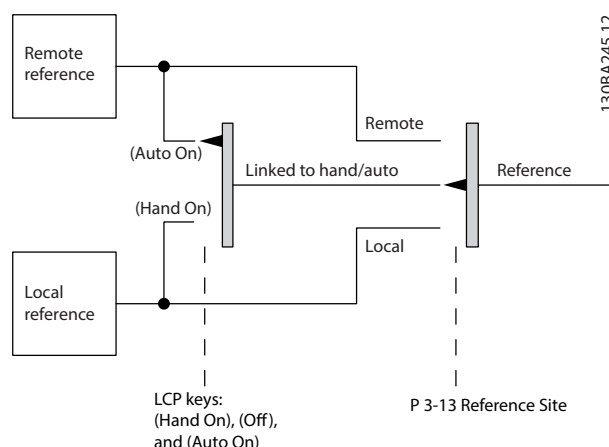 Remote
reference
130BA245.12
Remote
(Auto On)
Linked to hand/auto
Reference
(Hand On)
Local
Local
reference
LCP keys:
(Hand On), (Off),
and (Auto On)
P 3-13 Reference Site